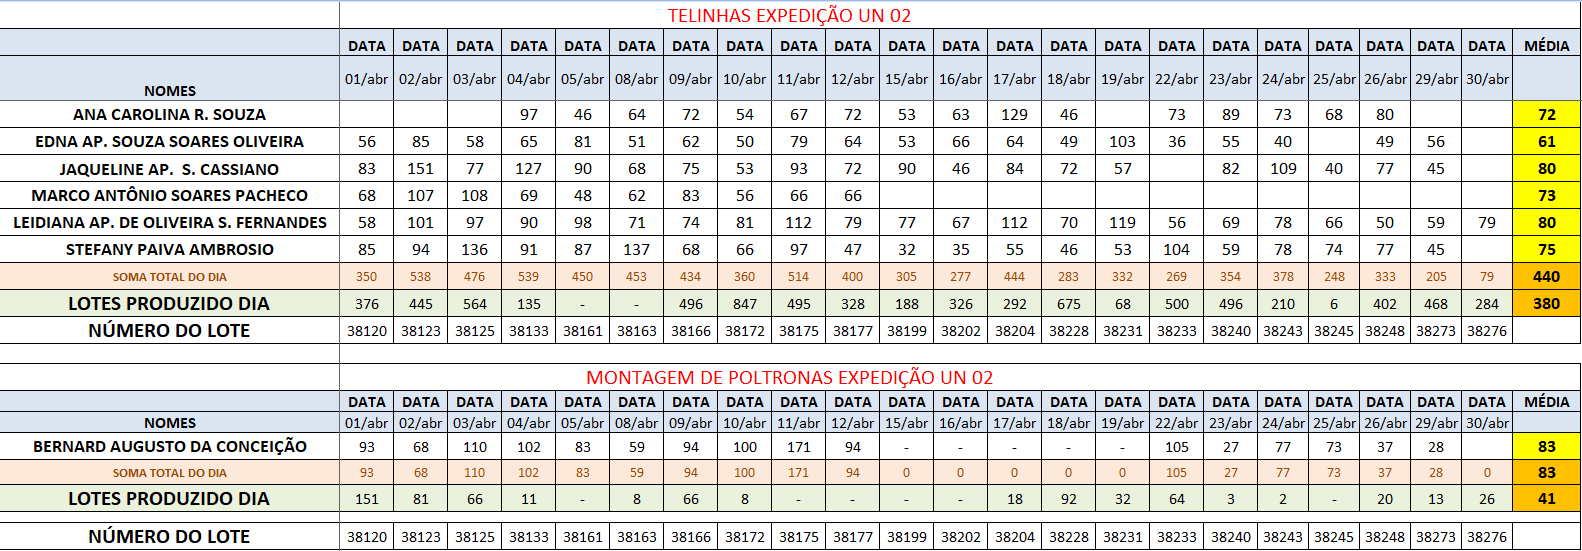 TELINHAS EXPEDIÇÃO UN 02
DATA DATA DATA DATA DATA DATA DATA DATA DATA DATA DATA DATA DATA DATA DATA DATA DATA DATA DATA DATA DATA DATA MÉDIA
NOMES 01/abr 02/abr 03/abr 04/abr 05/abr 08/abr 09/abr 10/abr 11/abr 12/abr 15/abr 16/abr 17/abr 18/abr 19/abr 22/abr 23/abr 24/abr 25/abr 26/abr 29/abr 30/abr
ANA CAROLINA R. SOUZA 97 46 64 72 54 67 72 53 63 129 46 73 89 73 68 80 72
EDNA AP. SOUZA SOARES OLIVEIRA 56 85 58 65 81 51 62 50 79 64 53 66 64 49 103 36 55 40 49 56 61
JAQUELINE AP. S. CASSIANO 83 151 77 127 90 68 75 53 93 72 90 46 84 72 57 82 109 40 77 45 80
MARCO ANTÔNIO SOARES PACHECO 68 107 108 69 48 62 83 56 66 66 73
LEIDIANA AP. DE OLIVEIRA S. FERNANDES 58 101 97 90 98 71 74 81 112 79 77 67 112 70 119 56 69 78 66 50 59 79 80
STEFANY PAIVA AMBROSIO 85 94 136 91 87 137 68 66 97 47 32 35 55 46 53 104 59 78 74 77 45 75
SOMA TOTAL DO DIA 350 538 476 539 450 453 434 360 514 400 305 277 444 283 332 269 354 378 248 333 205 79 440
LOTES PRODUZIDO DIA 376 445 564 135 - - 496 847 495 328 188 326 292 675 68 500 496 210 6 402 468 284 380
NÚMERO DO LOTE 38120 38123 38125 38133 38161 38163 38166 38172 38175 38177 38199 38202 38204 38228 38231 38233 38240 38243 38245 38248 38273 38276
MONTAGEM DE POLTRONAS EXPEDIÇÃO UN 02
DATA DATA DATA DATA DATA DATA DATA DATA DATA DATA DATA DATA DATA DATA DATA DATA DATA DATA DATA DATA DATA DATA MÉDIA
NOMES 01/abr 02/abr 03/abr 04/abr 05/abr 08/abr 09/abr 10/abr 11/abr 12/abr 15/abr 16/abr 17/abr 18/abr 19/abr 22/abr 23/abr 24/abr 25/abr 26/abr 29/abr 30/abr
BERNARD AUGUSTO DA CONCEIÇÃO 93 68 110 102 83 59 94 100 171 94 - - - - - 105 27 77 73 37 28 83
SOMA TOTAL DO DIA 93 68 110 102 83 59 94 100 171 94 0 0 0 0 0 105 27 77 73 37 28 0 83
LOTES PRODUZIDO DIA 151 81 66 11 - 8 66 8 - - - - 18 92 32 64 3 2 - 20 13 26 41
NÚMERO DO LOTE 38120 38123 38125 38133 38161 38163 38166 38172 38175 38177 38199 38202 38204 38228 38231 38233 38240 38243 38245 38248 38273 38276